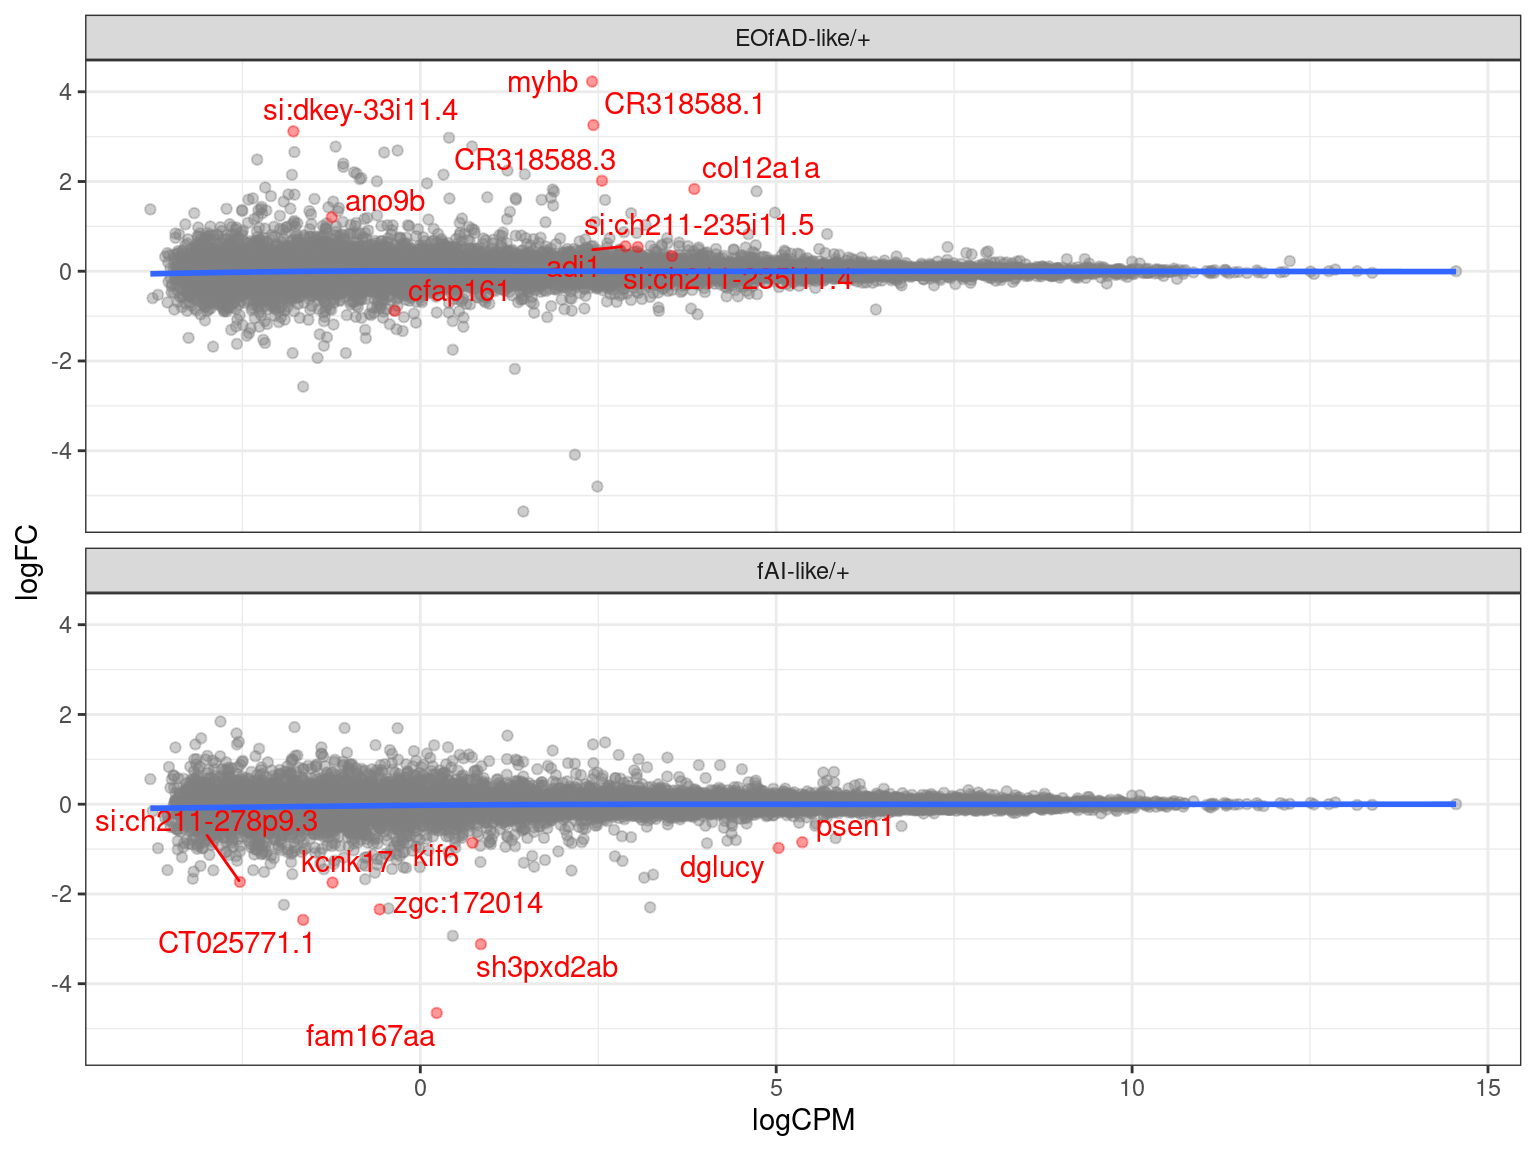 EOfAD-like/+
4
2
0
-2
-4
myhb
CR318588.1
si:dkey-33i11.4
CR318588.3
col12a1a
ano9b
si:ch211-235i11.5
adi1
si:ch211-235i11.4
cfap161
logFC
fAI-like/+
4
2
0
-2
-4
si:ch211-278p9.3
psen1
kcnk17
kif6
dglucy
zgc:172014
CT025771.1
sh3pxd2ab
fam167aa
0
5
10
15
logCPM